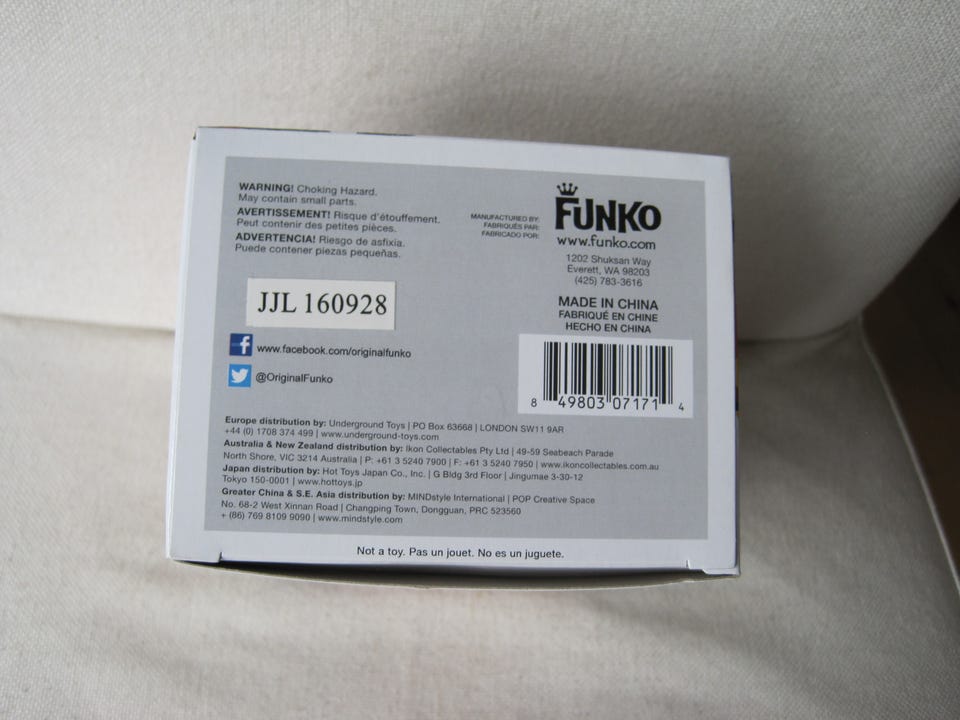 WARNING! Choking Hazard.
May contain small parts.
AVERTISSEMENT! Risque d'étouffement.
Peut contenir des petites pièces.
ADVERTENCIA! Riesgo de asfixia.
Puede contener piezas pequeñas.
MANUFACTURED BY:
FABRIQUÉS PAR:
FABRICADO POR:
FUNKO
www.funko.com
1202 Shuksan Way
Everett, WA 98203
(425) 783-3616
MADE IN CHINA
FABRIQUÉ EN CHINE
HECHO EN CHINA
JJL 160928
www.facebook.com/originalfunko
@OriginalFunko
8 49803 07171 4
Europe distribution by: Underground Toys | PO Box 63668 | LONDON SW11 9AR
+44 (0) 1708 374 499 | www.underground-toys.com
Australia & New Zealand distribution by: Ikon Collectables Pty Ltd | 49-59 Seabeach Parade
North Shore, VIC 3214 Australia | P: +61 3 5240 7900 | F: +61 3 5240 7950 | www.ikoncollectables.com.au
Japan distribution by: Hot Toys Japan Co., Inc. | G Bldg 3rd Floor | Jingumae 3-30-12
Tokyo 150-0001 | www.hottoys.jp
Greater China & S.E. Asia distribution by: MINDstyle International | POP Creative Space
No. 68-2 West Xinnan Road | Changping Town, Dongguan, PRC 523560
+ (86) 769 8109 9090 | www.mindstyle.com
Not a toy. Pas un jouet. No es un juguete.